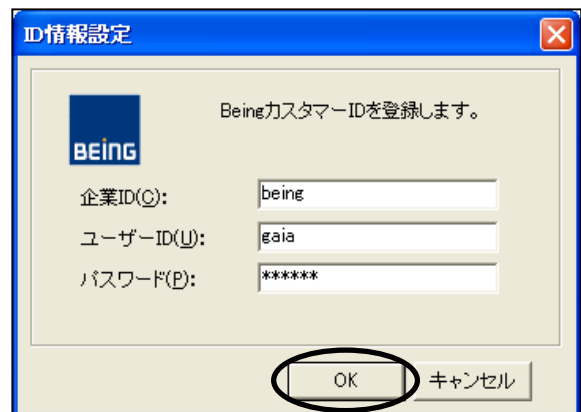 ID情報設定
BeingカスタマーIDを登録します。
BEiNG
企業ID(C):
being
ユーザーID(U):
gaia
パスワード(P):
******
OK
キャンセル